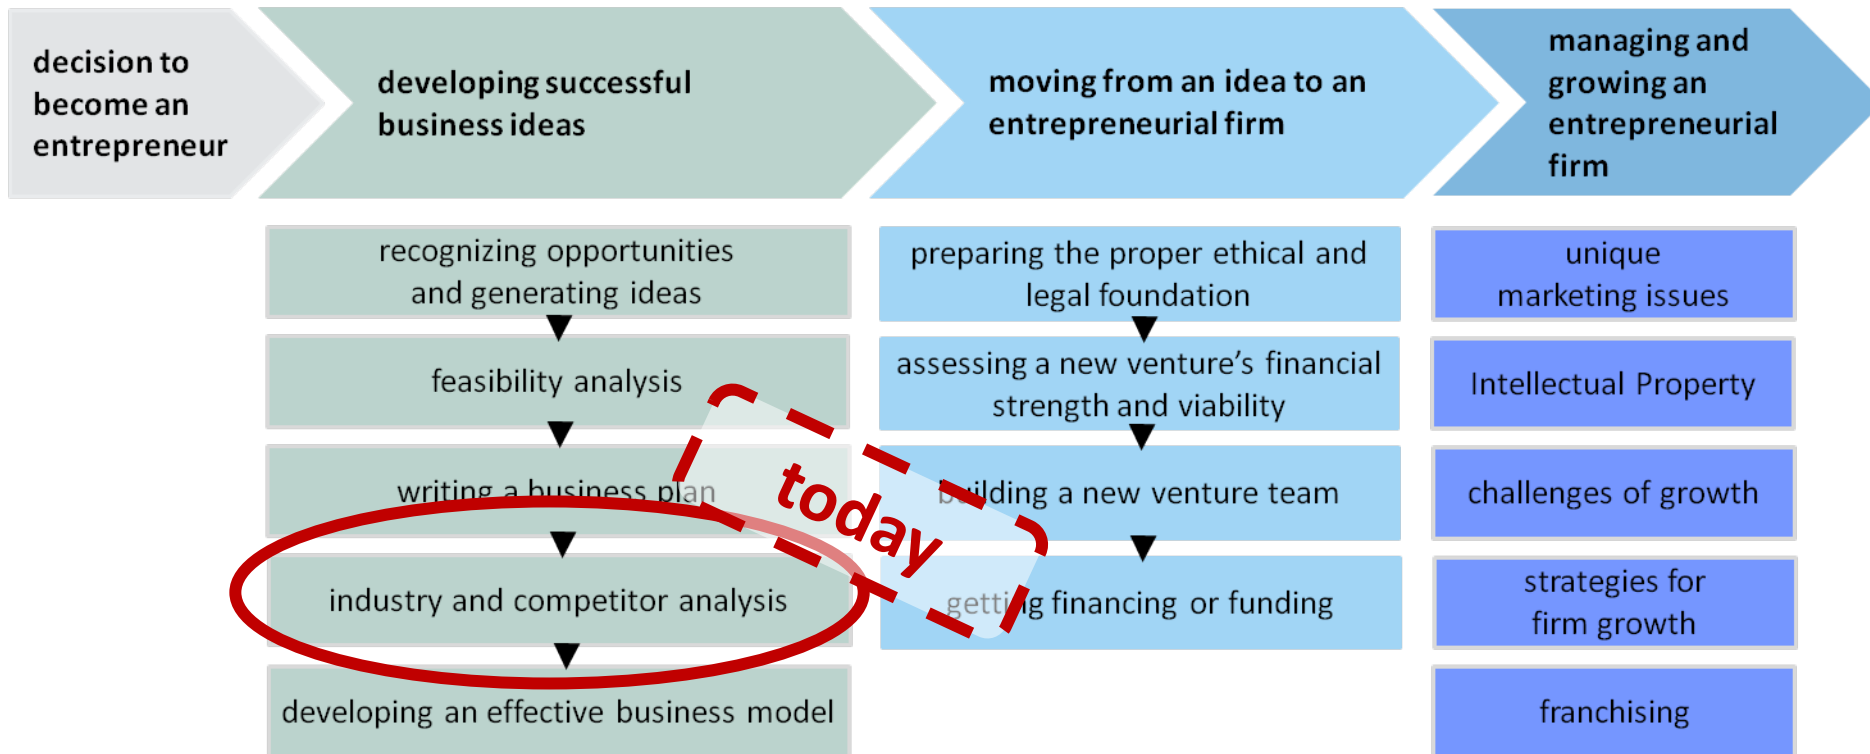 decision to
become an
entrepreneur
developing successful
business ideas
moving from an idea to an
entrepreneurial firm
managing and
growing an
entrepreneurial
firm
recognizing opportunities
and generating ideas
feasibility analysis
writing a business plan
industry and competitor analysis
developing an effective business model
today
preparing the proper ethical and
legal foundation
assessing a new venture's financial
strength and viability
building a new venture team
getting financing or funding
unique
marketing issues
Intellectual Property
challenges of growth
strategies for
firm growth
franchising